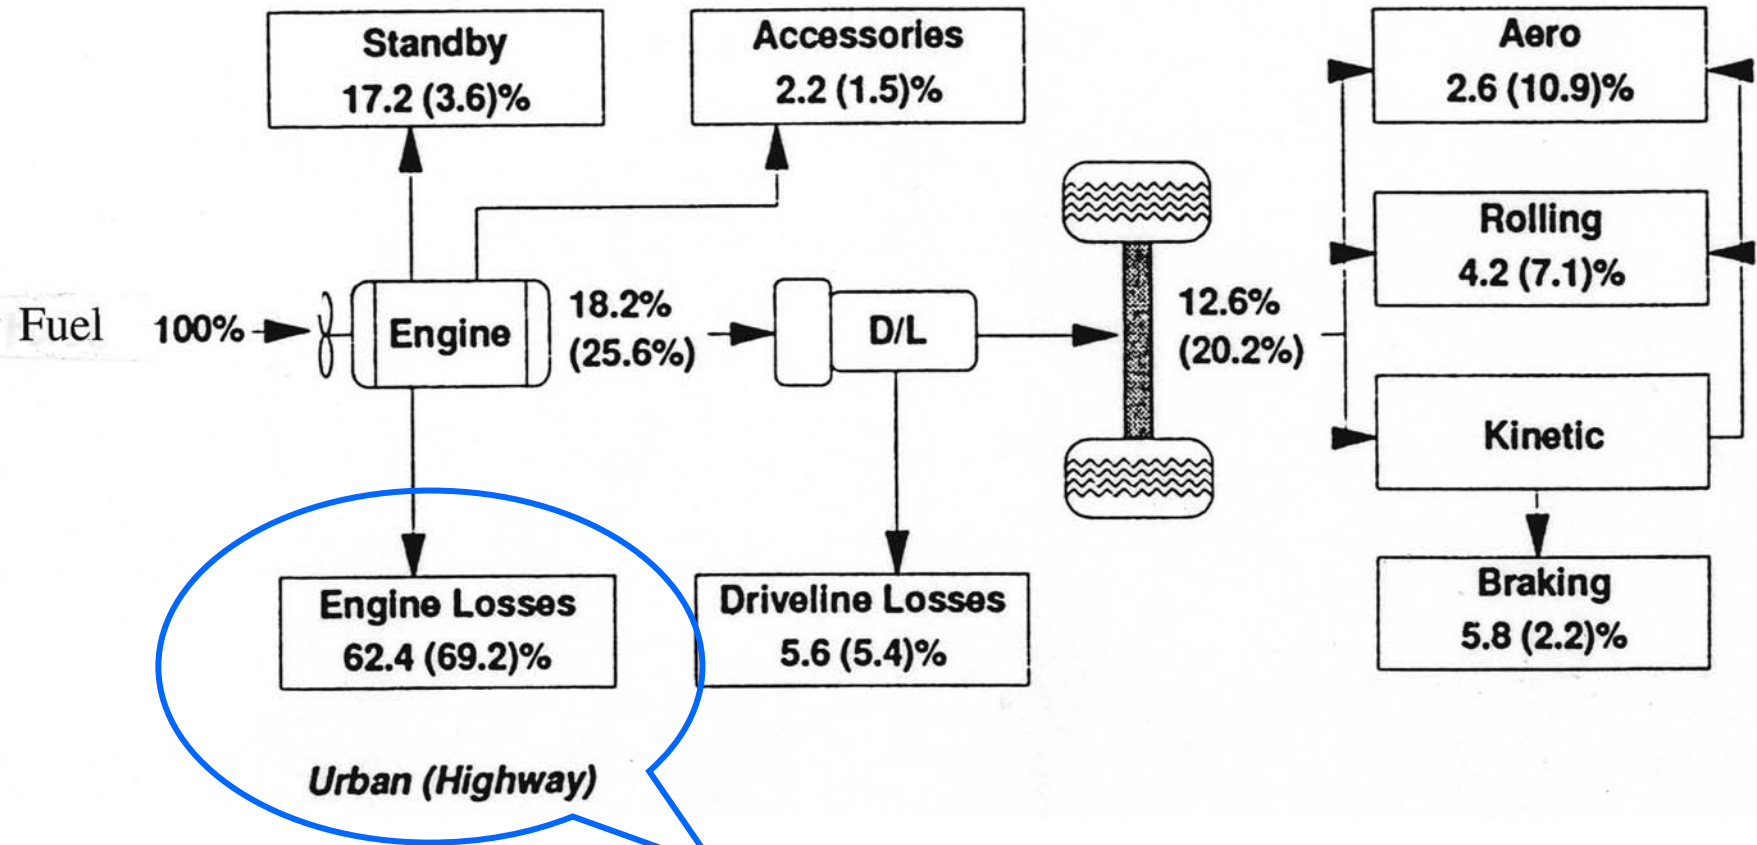 Standby
17.2 (3.6)%
Accessories
2.2 (1.5)%
Aero
2.6 (10.9)%
Rolling
4.2 (7.1)%
Fuel
100%
Engine
18.2%
(25.6%)
D/L
12.6%
(20.2%)
Kinetic
Engine Losses
62.4 (69.2)%
Driveline Losses
5.6 (5.4)%
Braking
5.8 (2.2)%
Urban (Highway)